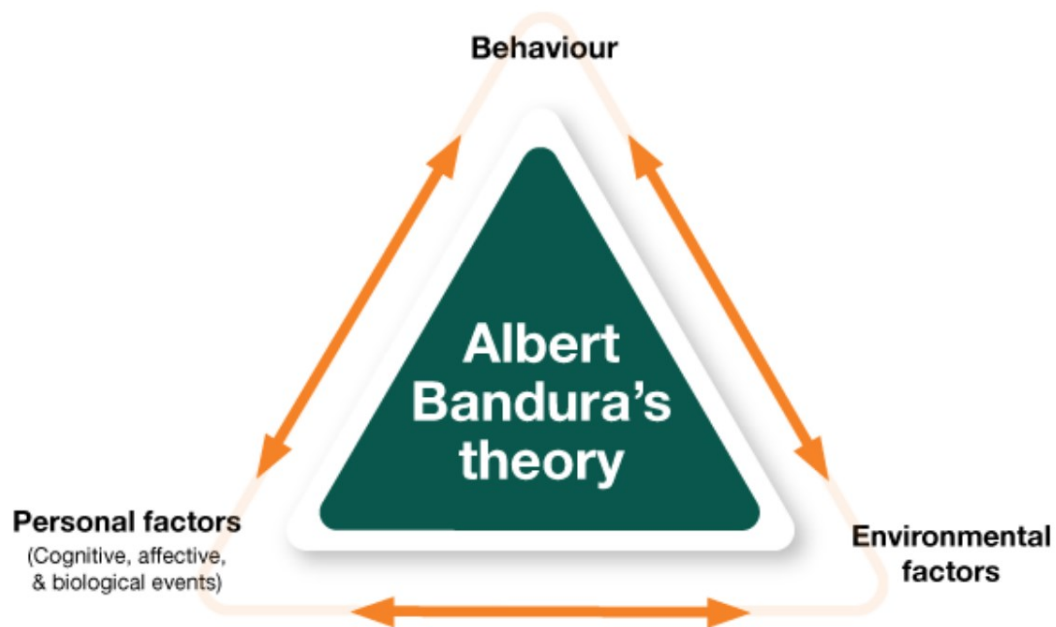 Behaviour
Albert
Bandura's
theory
Personal factors
(Cognitive, affective,
& biological events)
Environmental
factors